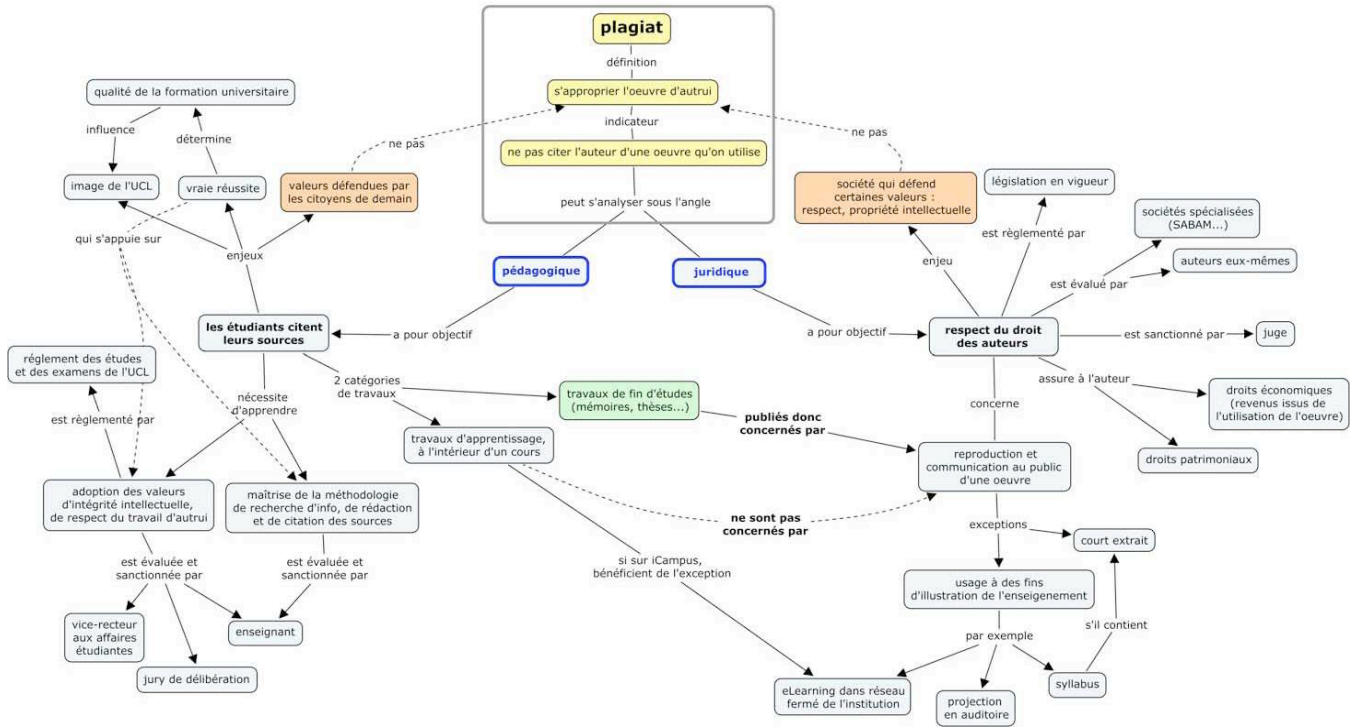 plagiat
définition
s'approprier l'oeuvre d'autrui
indicateur
ne pas citer l'auteur d'une oeuvre qu'on utilise
peut s'analyser sous l'angle
pédagogique
juridique
qualité de la formation universitaire
influence
détermine
image de l'UCL
vraie réussite
valeurs défendues par
les citoyens de demain
ne pas
ne pas
société qui défend
certaines valeurs :
respect, propriété intellectuelle
législation en vigueur
sociétés spécialisées
(SABAM...)
auteurs eux-mêmes
est règlementé par
est évalué par
enjeu
qui s'appuie sur
enjeux
les étudiants citent
leurs sources
a pour objectif
a pour objectif
respect du droit
des auteurs
est sanctionné par
juge
réglement des études
et des examens de l'UCL
est règlementé par
nécessite
d'apprendre
2 catégories
de travaux
travaux de fin d'études
(mémoires, thèses...)
publiés donc
concernés par
concerne
assure à l'auteur
droits économiques
(revenus issus de
l'utilisation de l'oeuvre)
droits patrimoniaux
travaux d'apprentissage,
à l'intérieur d'un cours
reproduction et
communication au public
d'une oeuvre
adoption des valeurs
d'intégrité intellectuelle,
de respect du travail d'autrui
maîtrise de la méthodologie
de recherche d'info, de rédaction
et de citation des sources
ne sont pas
concernés par
exceptions
court extrait
est évaluée et
sanctionnée par
est évaluée et
sanctionnée par
si sur iCampus,
bénéficient de l'exception
usage à des fins
d'illustration de l'enseigenement
s'il contient
vice-recteur
aux affaires
étudiantes
enseignant
jury de délibération
par exemple
eLearning dans réseau
fermé de l'institution
projection
en auditoire
syllabus